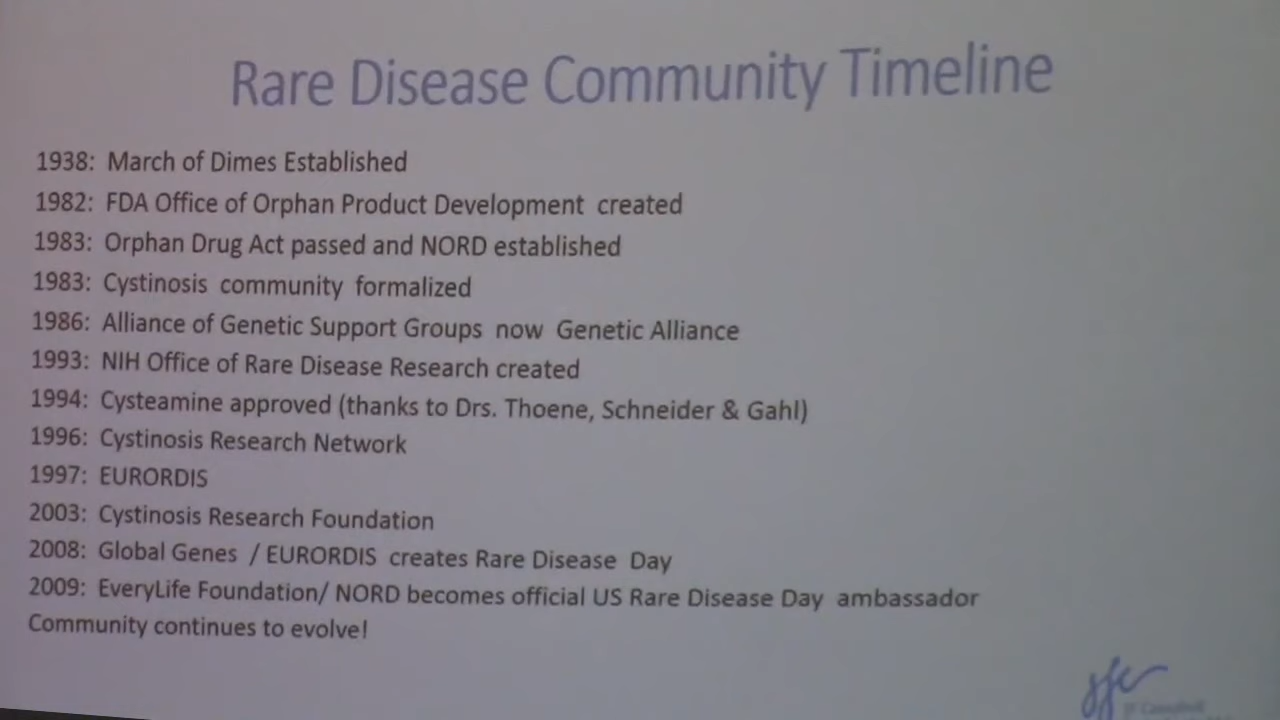 Rare Disease Community Timeline
1938: March of Dimes Established
1982: FDA Office of Orphan Product Development created
1983: Orphan Drug Act passed and NORD established
1983: Cystinosis community formalized
1986: Alliance of Genetic Support Groups now Genetic Alliance
1993: NIH Office of Rare Disease Research created
1994: Cysteamine approved (thanks to Drs. Thoene, Schneider & Gahl)
1996: Cystinosis Research Network
1997: EURORDIS
2003: Cystinosis Research Foundation
2008: Global Genes / EURORDIS creates Rare Disease Day
2009: EveryLife Foundation/ NORD becomes official US Rare Disease Day ambassador
Community continues to evolve!
jfc